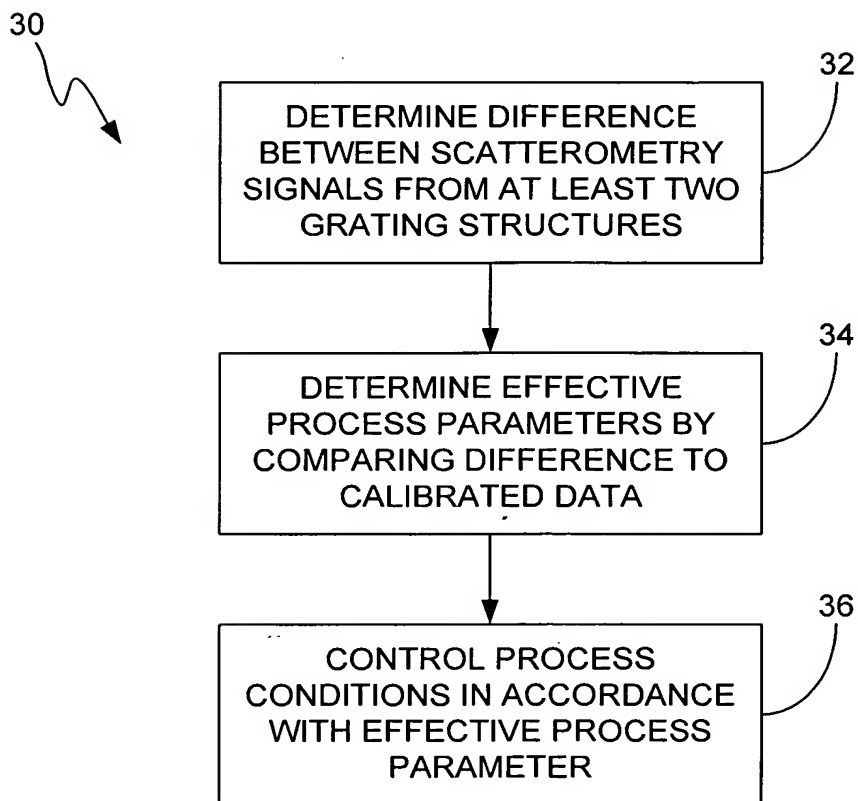 30
32
DETERMINE DIFFERENCE
BETWEEN SCATTEROMETRY
SIGNALS FROM AT LEAST TWO
GRATING STRUCTURES
34
DETERMINE EFFECTIVE
PROCESS PARAMETERS BY
COMPARING DIFFERENCE TO
CALIBRATED DATA
36
CONTROL PROCESS
CONDITIONS IN ACCORDANCE
WITH EFFECTIVE PROCESS
PARAMETER